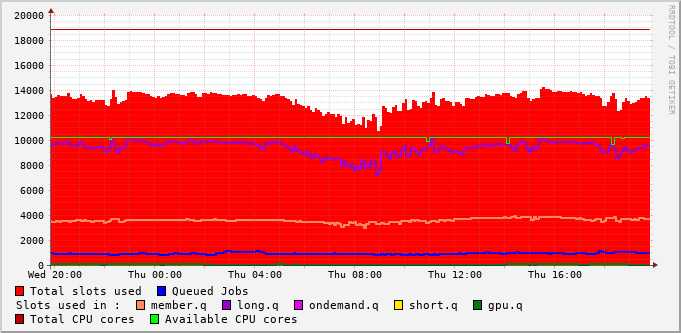 RRDTOOL / TOBI OETIKER
20000
18000
16000
14000
12000
10000
8000
6000
4000
2000
0
Wed 20:00 Thu 00:00 Thu 04:00 Thu 08:00 Thu 12:00 Thu 16:00
Total slots used Queued Jobs
Slots used in : member.q long.q ondemand.q short.q gpu.q
Total CPU cores Available CPU cores